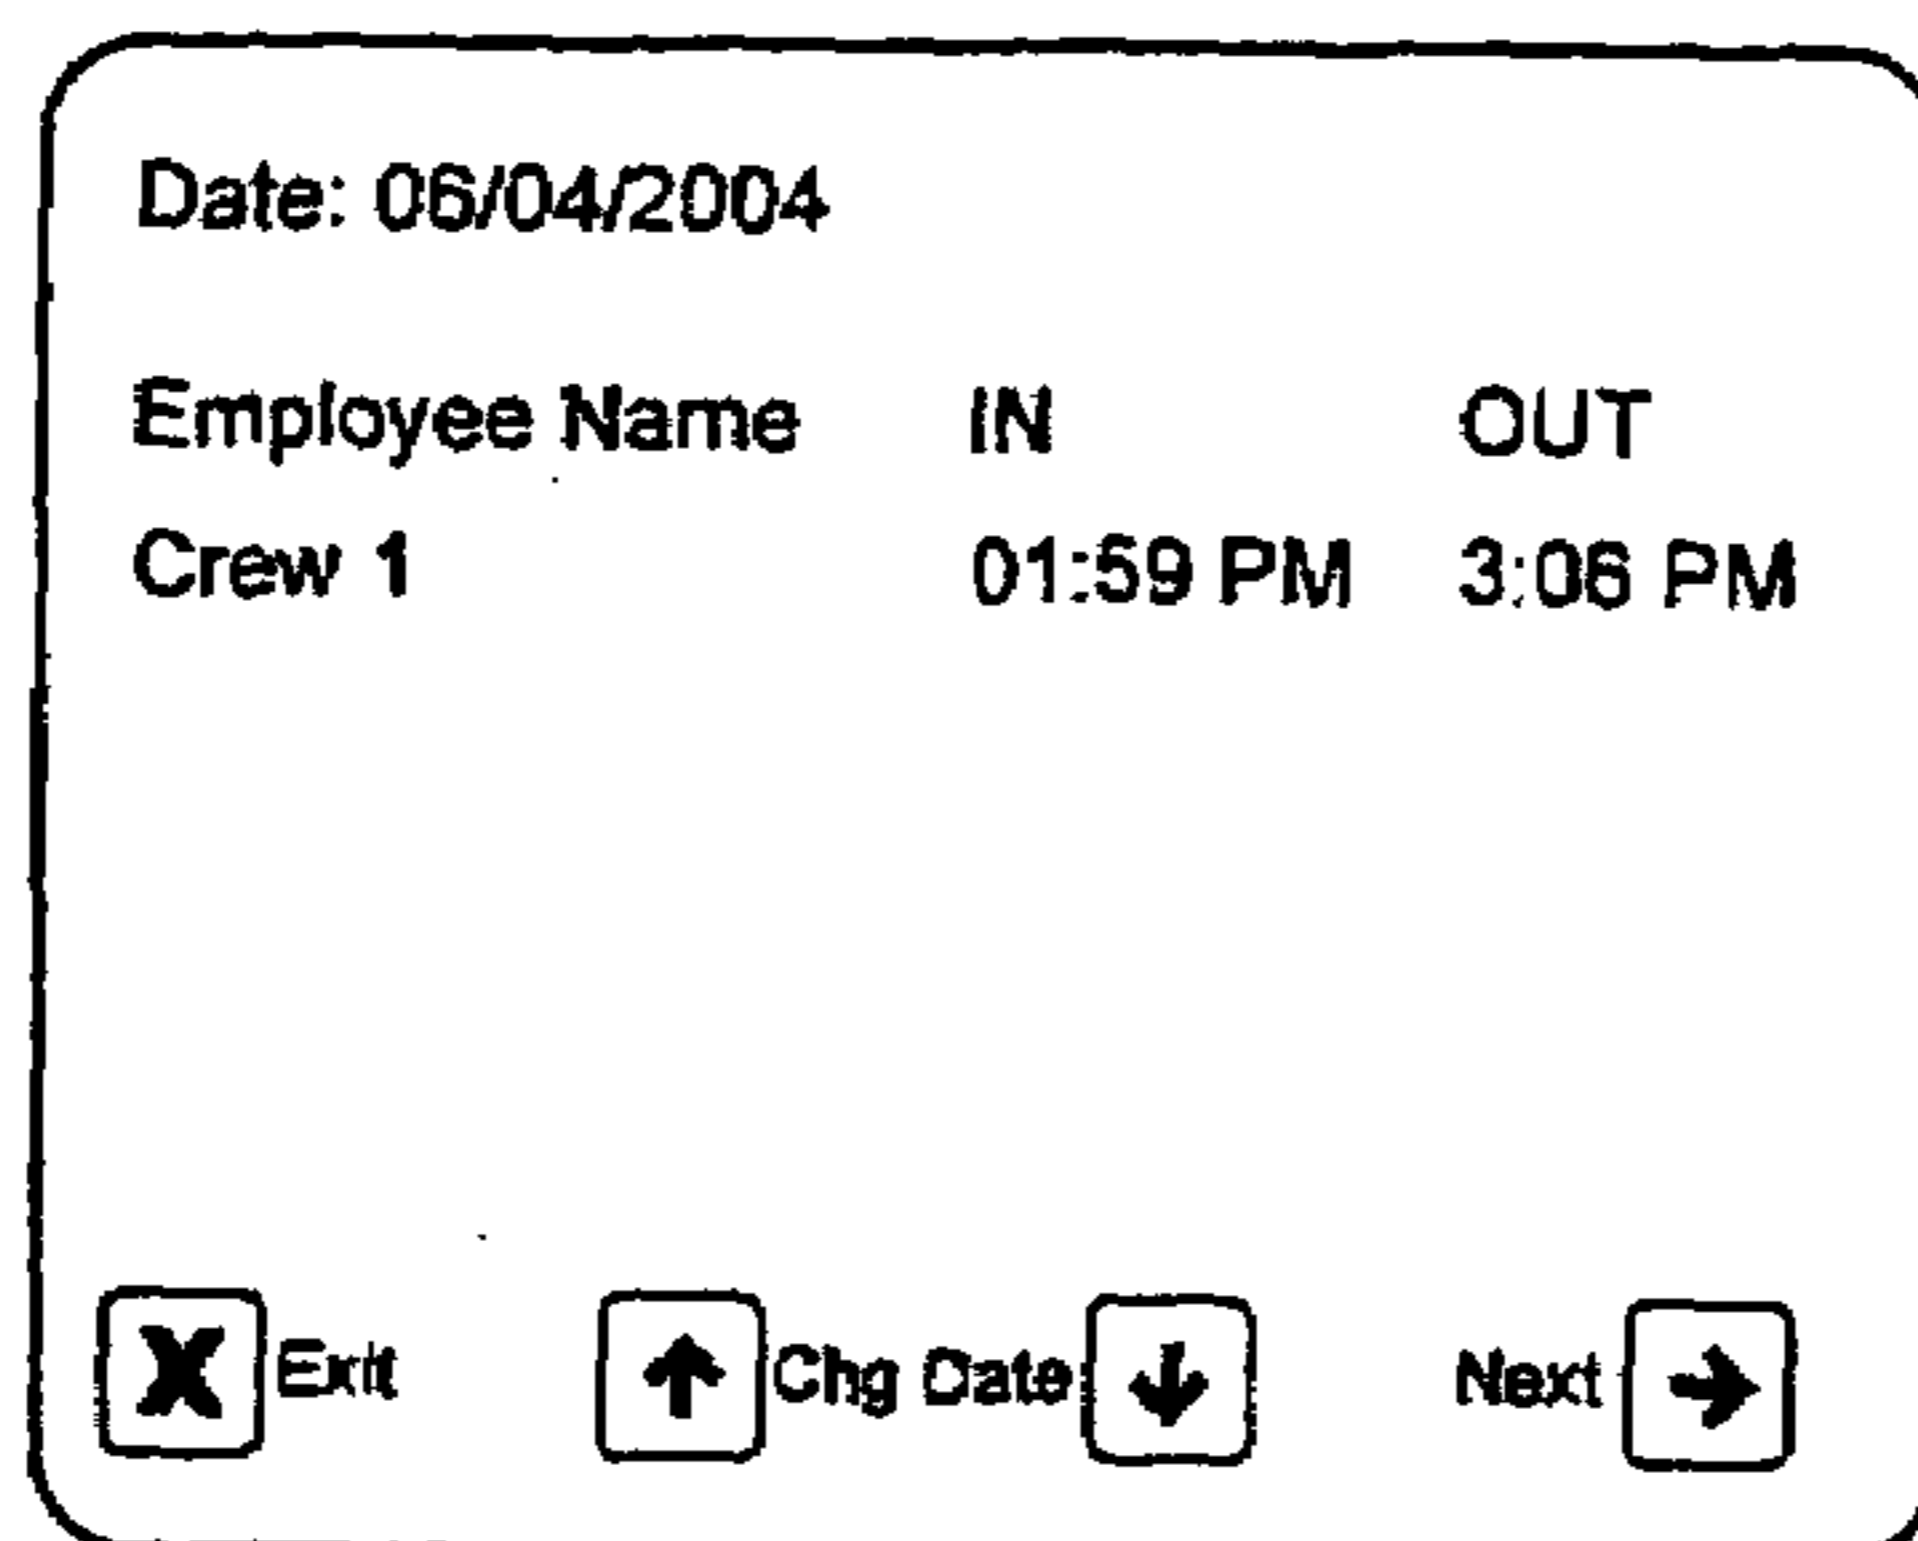 Date: 06/04/2004
Employee Name IN OUT
Crew 1 01:59 PM 3:06 PM
X Exit ↑ Chg Date ↓ Next →